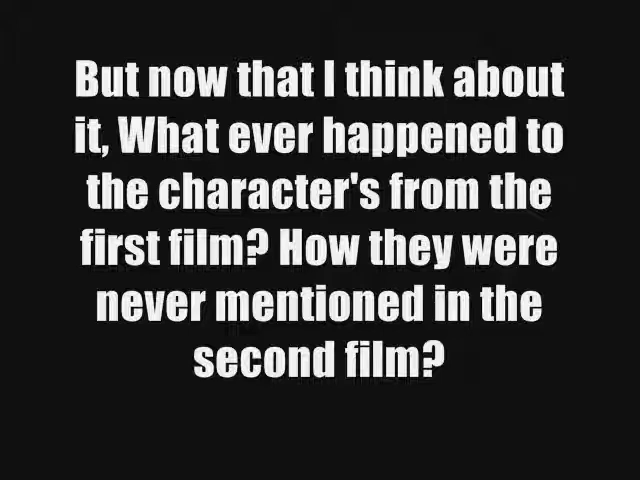 But now that I think about
it, What ever happened to
the character's from the
first film? How they were
never mentioned in the
second film?